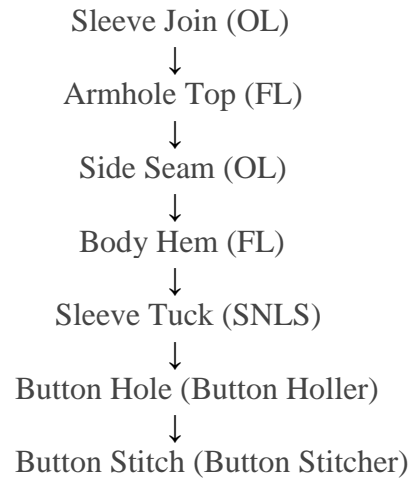 Sleeve Join (OL)
↓
Armhole Top (FL)
↓
Side Seam (OL)
↓
Body Hem (FL)
↓
Sleeve Tuck (SNLS)
↓
Button Hole (Button Holler)
↓
Button Stitch (Button Stitcher)